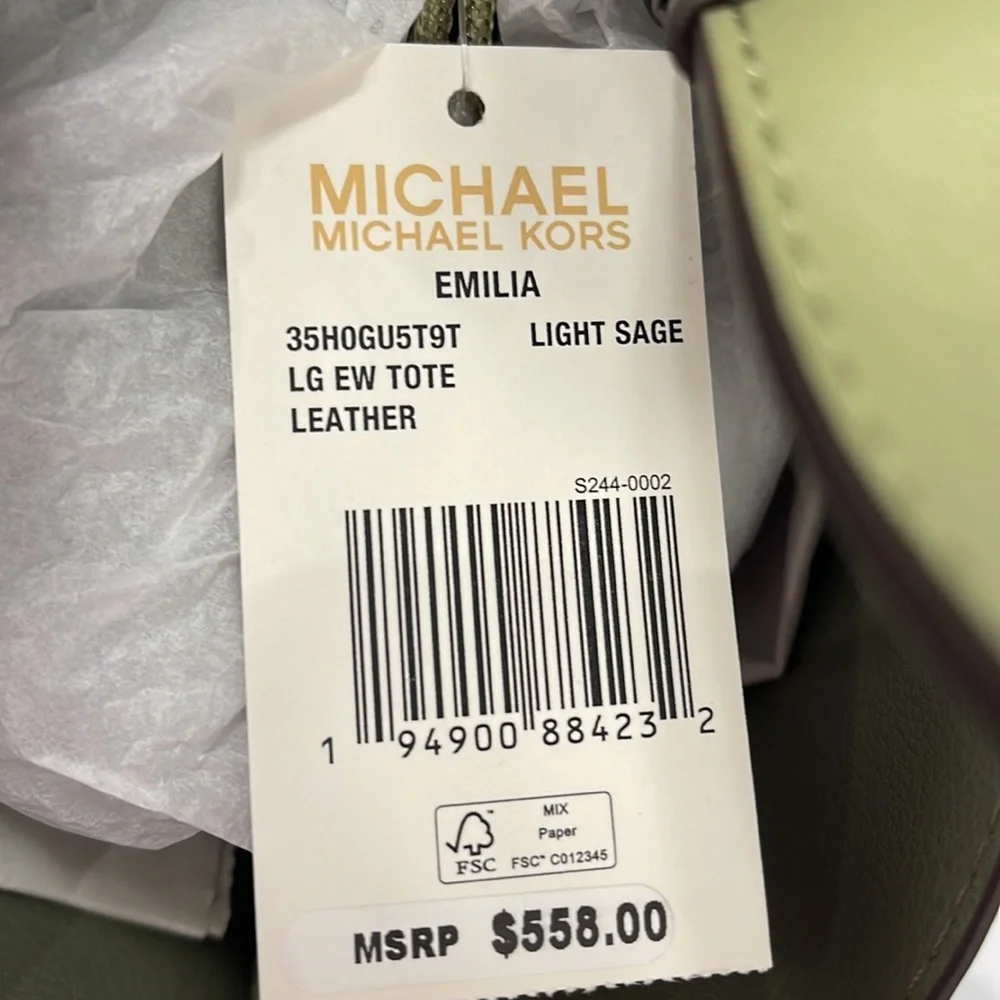 MICHAEL
MICHAEL KORS
EMILIA
35H0GU5T9T LIGHT SAGE
LG EW TOTE
LEATHER
S244-0002
1 94900 88423 2
MIX
Paper
FSC™ C012345
™
FSC
MSRP $558.00